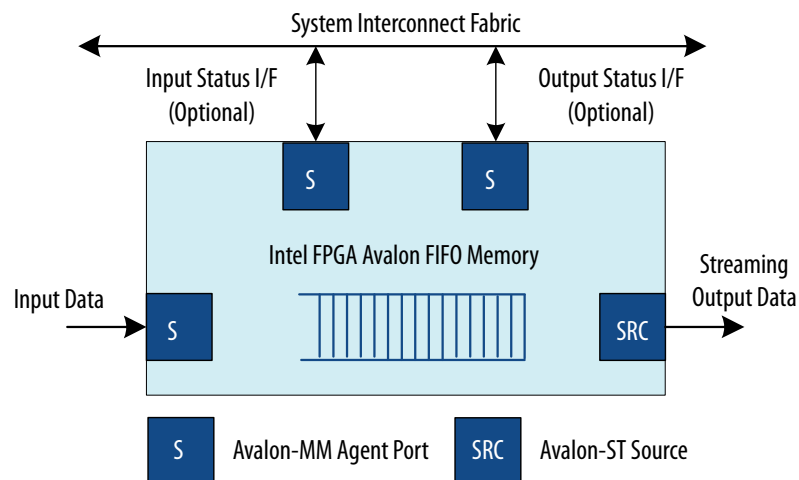 System Interconnect Fabric
Input Status I/F
(Optional)
Output Status I/F
(Optional)
S
S
Intel FPGA Avalon FIFO Memory
Input Data
S
SRC
Streaming
Output Data
S
Avalon-MM Agent Port
SRC
Avalon-ST Source